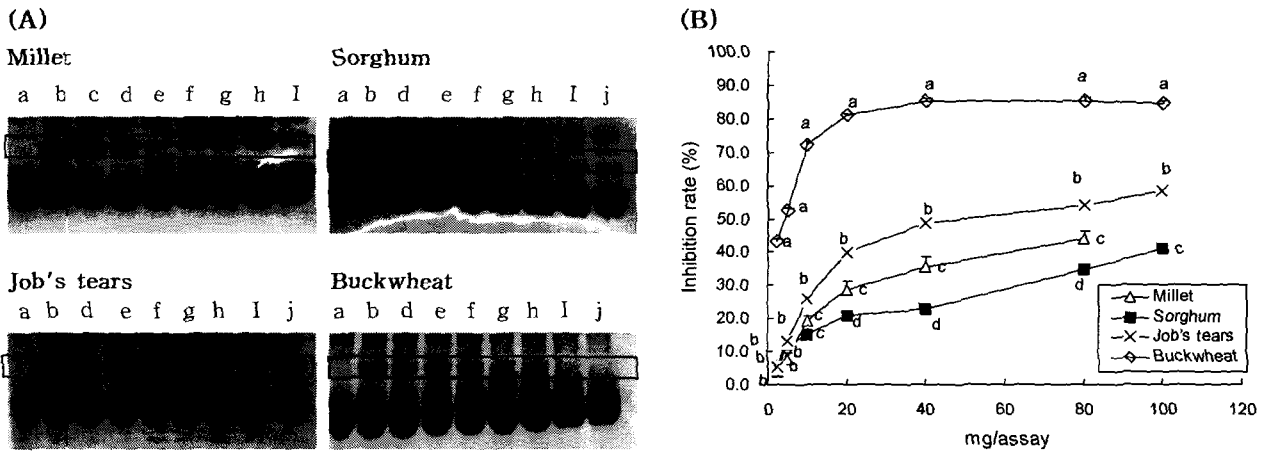 (A)
Millet
a b c d e f g h I
Sorghum
a b d e f g h I j
Job's tears
a b d e f g h I j
Buckwheat
a b c d e f g h I j
(B)
100.0
90.0
80.0
70.0
60.0
50.0
40.0
30.0
20.0
10.0
0.0
Inhibition rate (%)
a a a a a a a
b b b b b b b
c c c c c c
d d d
b b b
0 20 40 60 80 100 120
mg/assay
Millet
Sorghum
Job's tears
Buckwheat